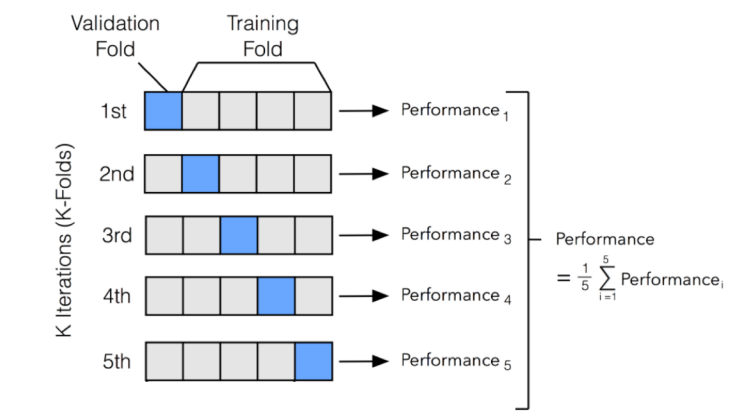 Validation
Fold
Training
Fold
K Iterations (K-Folds)
1st
Performance 1
2nd
Performance 2
3rd
Performance 3
4th
Performance 4
5th
Performance 5
Performance
= 1/5 5 ∑ i=1 Performance i